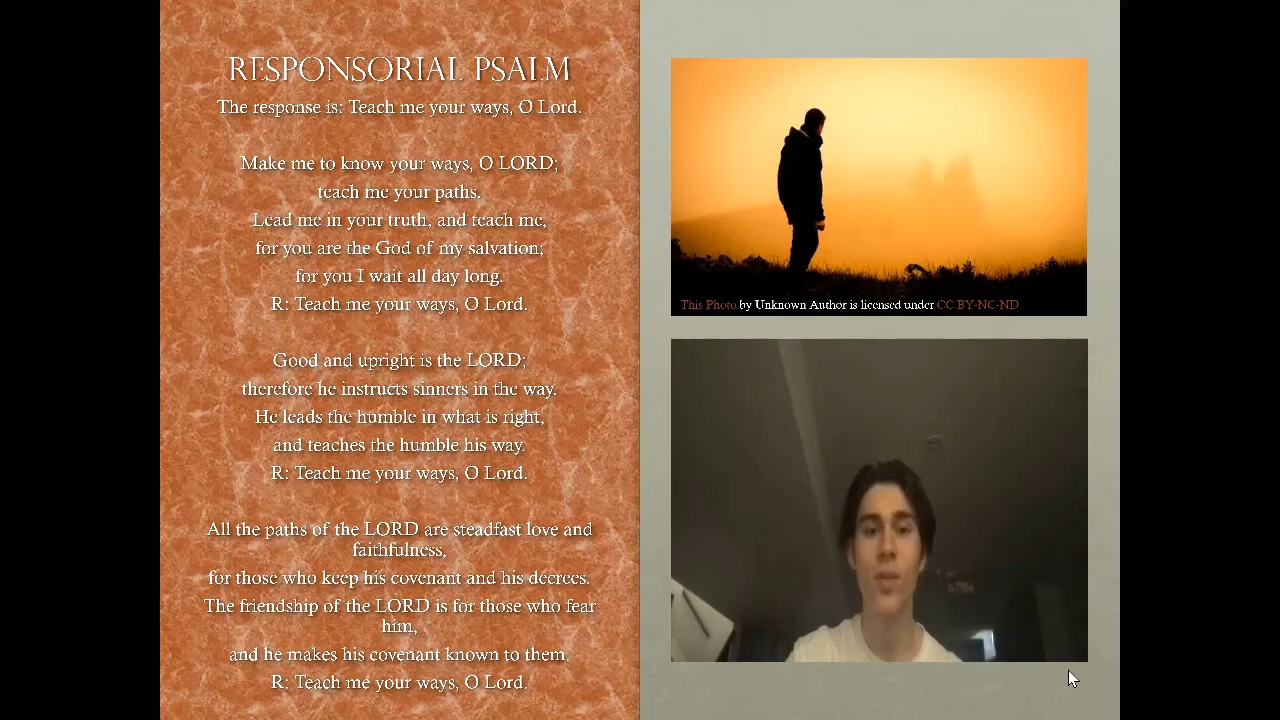 RESPONSORIAL PSALM
The response is: Teach me your ways, O Lord.
Make me to know your ways, O LORD;
teach me your paths.
Lead me in your truth, and teach me,
for you are the God of my salvation;
for you I wait all day long.
R: Teach me your ways, O Lord.
Good and upright is the LORD;
therefore he instructs sinners in the way.
He leads the humble in what is right,
and teaches the humble his way.
R: Teach me your ways, O Lord.
All the paths of the LORD are steadfast love and
faithfulness,
for those who keep his covenant and his decrees.
The friendship of the LORD is for those who fear
him,
and he makes his covenant known to them.
R: Teach me your ways, O Lord.
This Photo by Unknown Author is licensed under CC BY-NC-ND